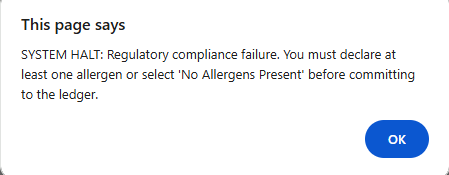 This page says
SYSTEM HALT: Regulatory compliance failure. You must declare at
least one allergen or select 'No Allergens Present' before committing
to the ledger.
OK